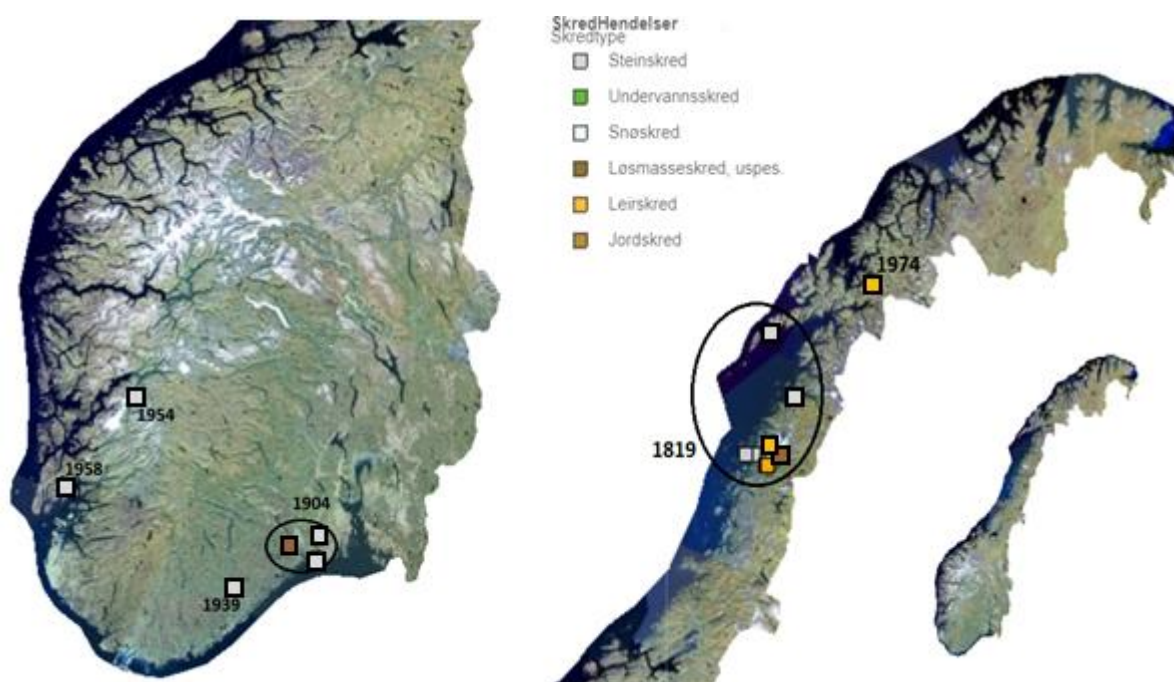 SkredHendelser
Skredtype
Steinskred
Undervannsskred
Snøskred
Løsmasseskred, uspes.
Leirskred
Jordskred
1954
1958
1904
1939
1974
1819